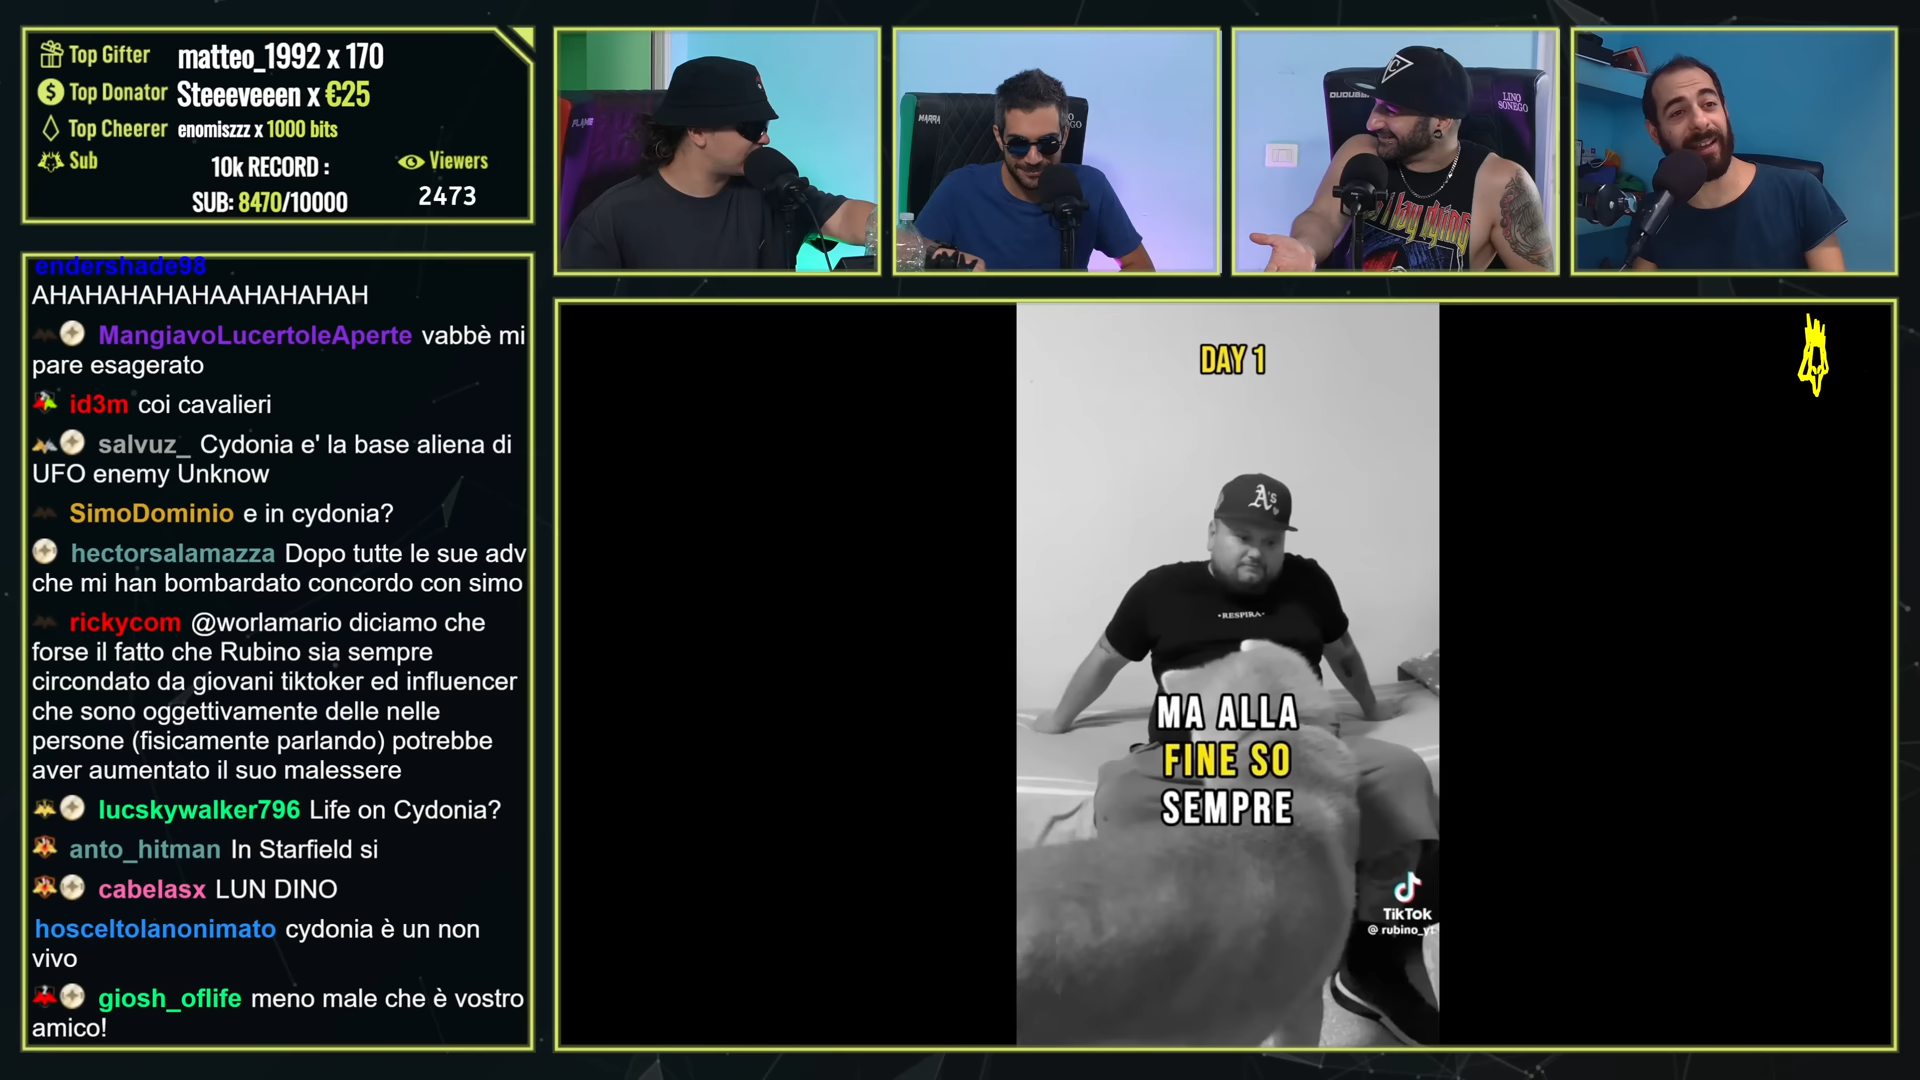 Top Gifter matteo_1992 x 170
Top Donator Steeeveeen x €25
Top Cheerer enomiszzz x 1000 bits
Sub 10k RECORD : Viewers
SUB: 8470/10000 2473
endershade98
AHAHAHAHAHAAHAHAHAH
MangiavoLucertoleAperte vabbè mi
pare esagerato
id3m coi cavalieri
salvuz_ Cydonia e' la base aliena di
UFO enemy Unknow
SimoDominio e in cydonia?
hectorsalamazza Dopo tutte le sue adv
che mi han bombardato concordo con simo
rickycom @worlamario diciamo che
forse il fatto che Rubino sia sempre
circondato da giovani tiktoker ed influencer
che sono oggettivamente delle nelle
persone (fisicamente parlando) potrebbe
aver aumentato il suo malessere
lucskywalker796 Life on Cydonia?
anto_hitman In Starfield si
cabelasx LUN DINO
hosceltolanonimato cydonia è un non
vivo
giosh_oflife meno male che è vostro
amico!
FLAME
MARRA
LINO
SONEGO
I lay dying
DAY 1
A's
•RESPIRA•
MA ALLA
FINE SO
SEMPRE
TikTok
@ rubino_yt